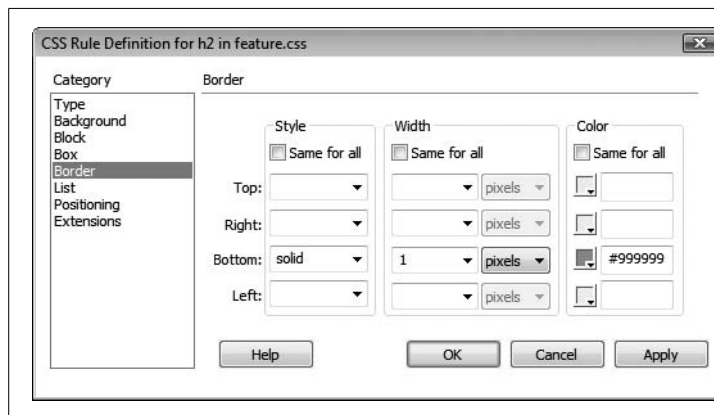 CSS Rule Definition for h2 in feature.css
Category
Border
Type
Background
Block
Box
Border
List
Positioning
Extensions
Style
Width
Color
Same for all
Same for all
Same for all
Top:
pixels
Right:
pixels
Bottom:
solid
1
pixels
#999999
Left:
pixels
Help
OK
Cancel
Apply